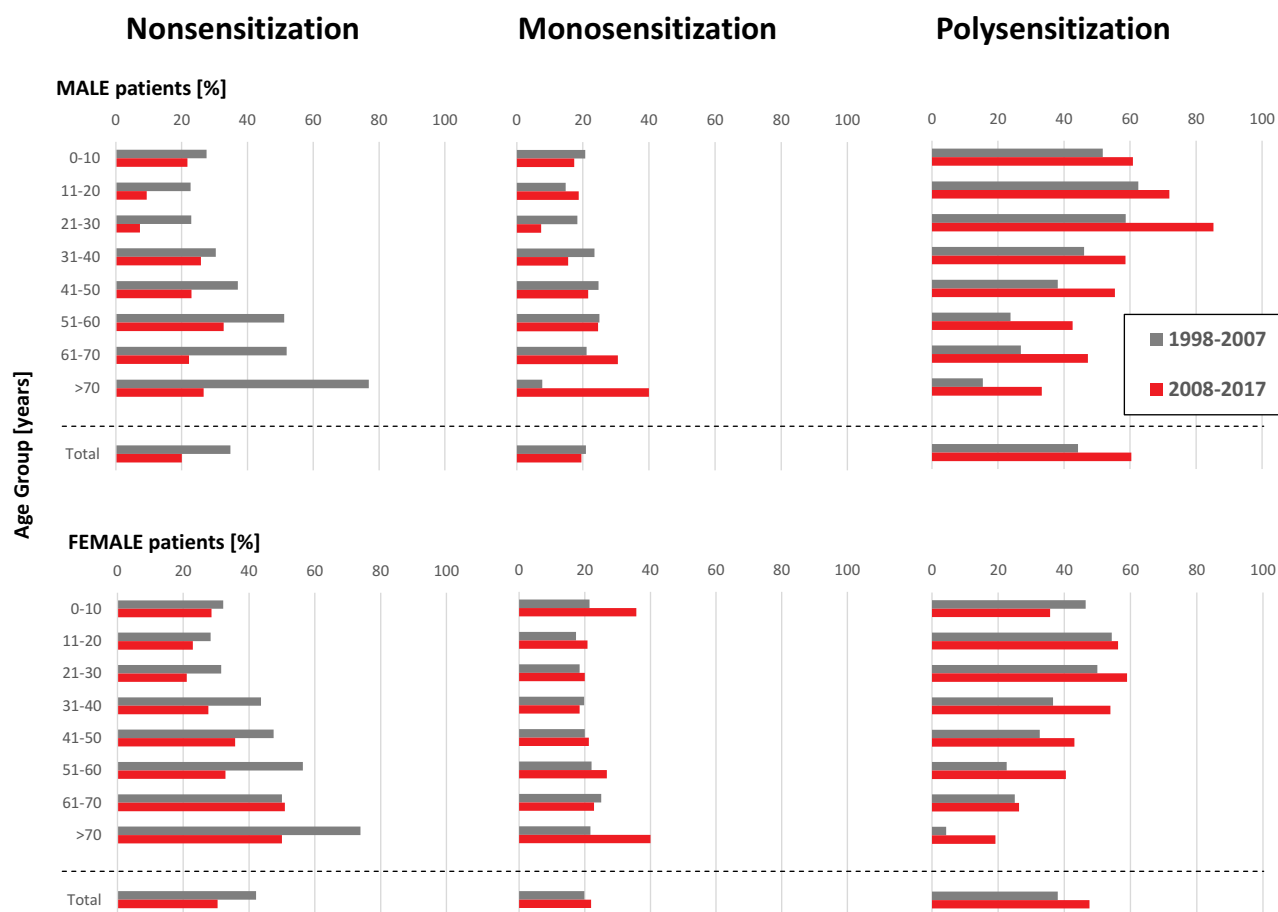 Nonsensitization Monosensitization Polysensitization
MALE patients [%]
0 20 40 60 80 100 0 20 40 60 80 100 0 20 40 60 80 100
0-10
11-20
21-30
31-40
41-50
51-60
61-70
>70
Total
1998-2007
2008-2017
Age Group [years]
FEMALE patients [%]
0 20 40 60 80 100 0 20 40 60 80 100 0 20 40 60 80 100
0-10
11-20
21-30
31-40
41-50
51-60
61-70
>70
Total